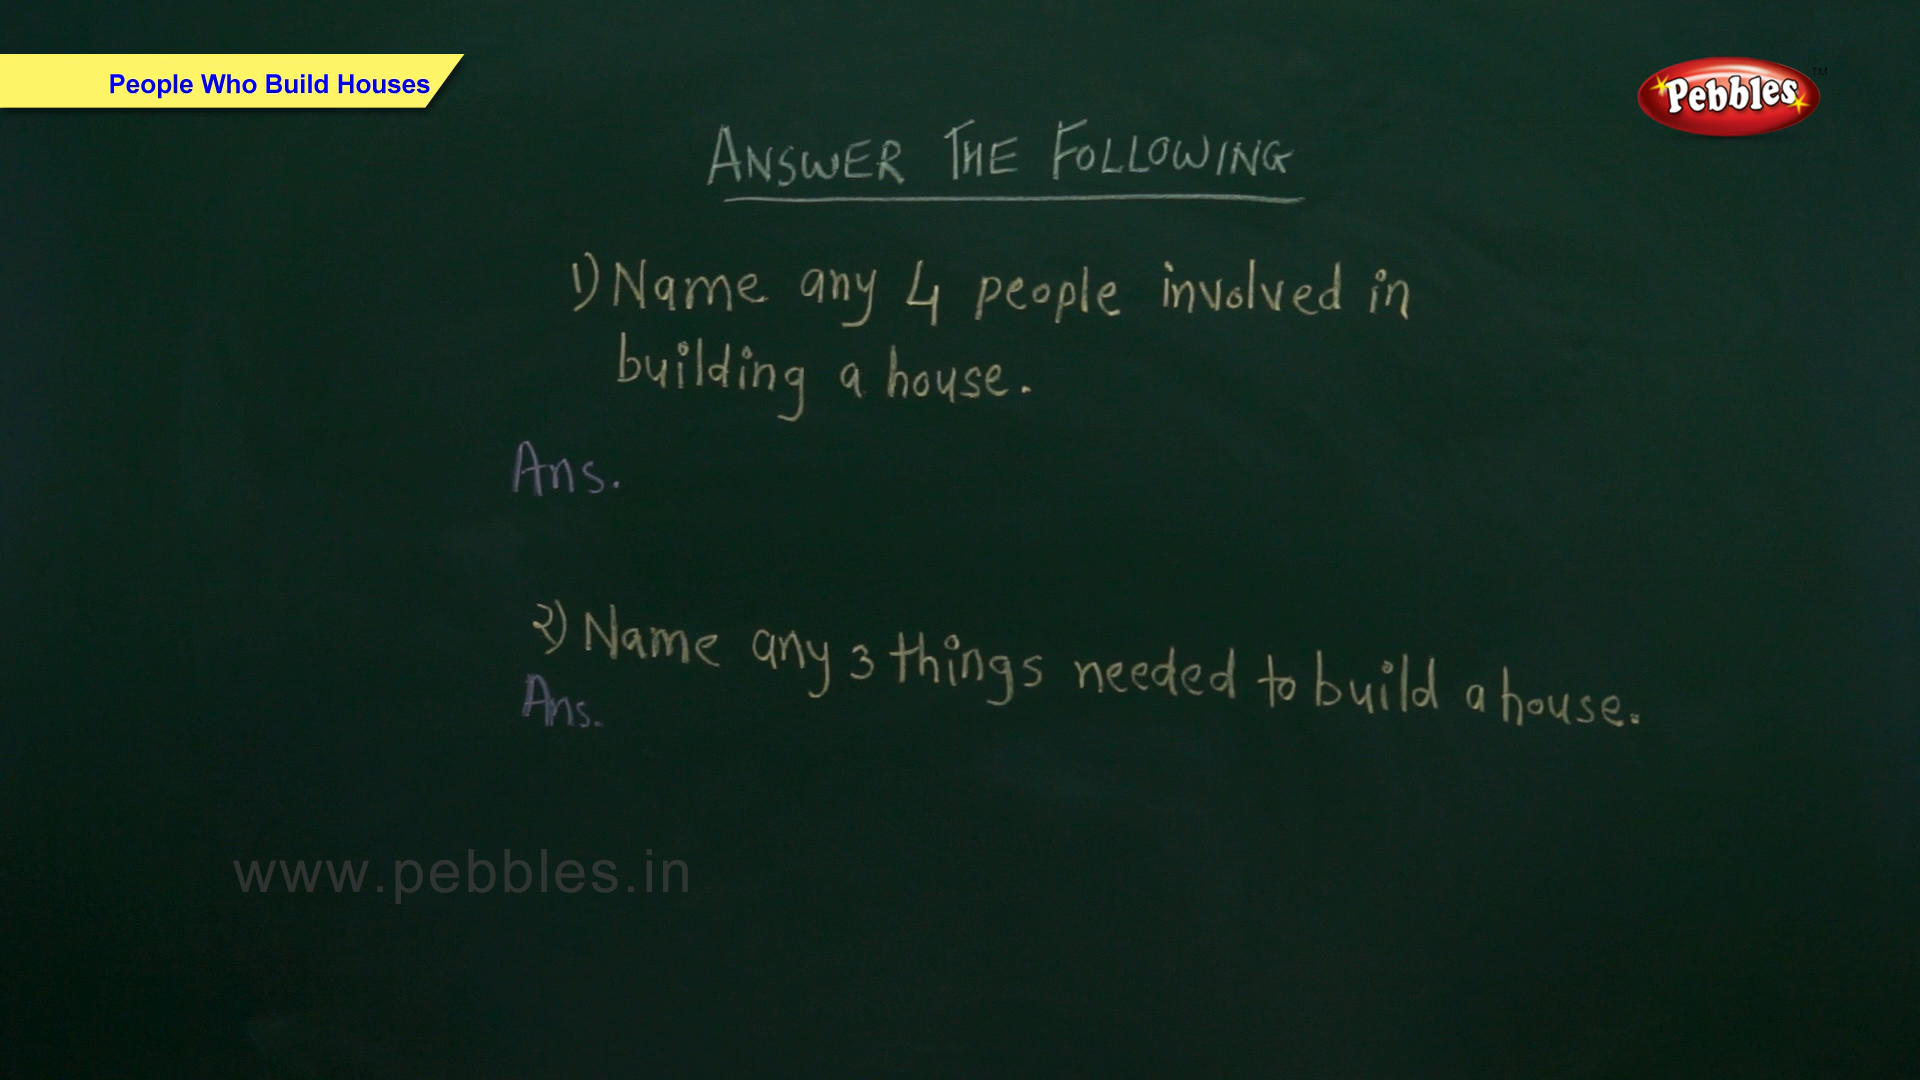 People Who Build Houses
Pebbles TM
ANSWER THE FOLLOWING
1) Name any 4 people involved in
building a house.
Ans.
2) Name any 3 things needed to build a house.
Ans.
www.pebbles.in